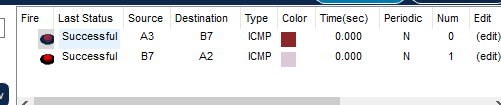 Fire Last Status Source Destination Type Color Time(sec) Periodic Num Edit
Successful A3 B7 ICMP 0.000 N 0 (edit)
Successful B7 A2 ICMP 0.000 N 1 (edit)